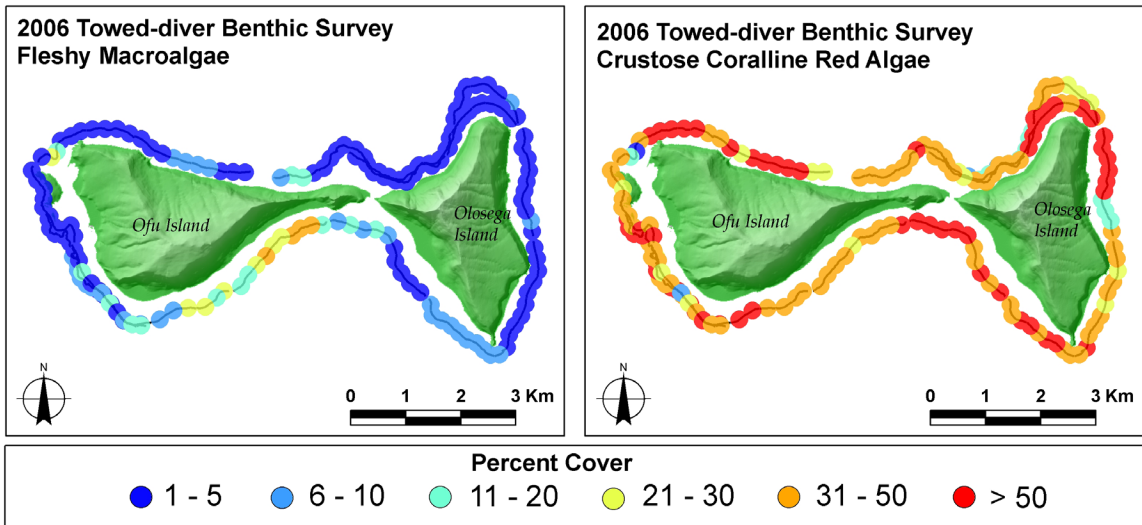 2006 Towed-diver Benthic Survey
Fleshy Macroalgae
Ofu Island
Olosega
Island
N
0 1 2 3 Km
2006 Towed-diver Benthic Survey
Crustose Coralline Red Algae
Ofu Island
Olosega
Island
N
0 1 2 3 Km
Percent Cover
1 - 5 6 - 10 11 - 20 21 - 30 31 - 50 > 50